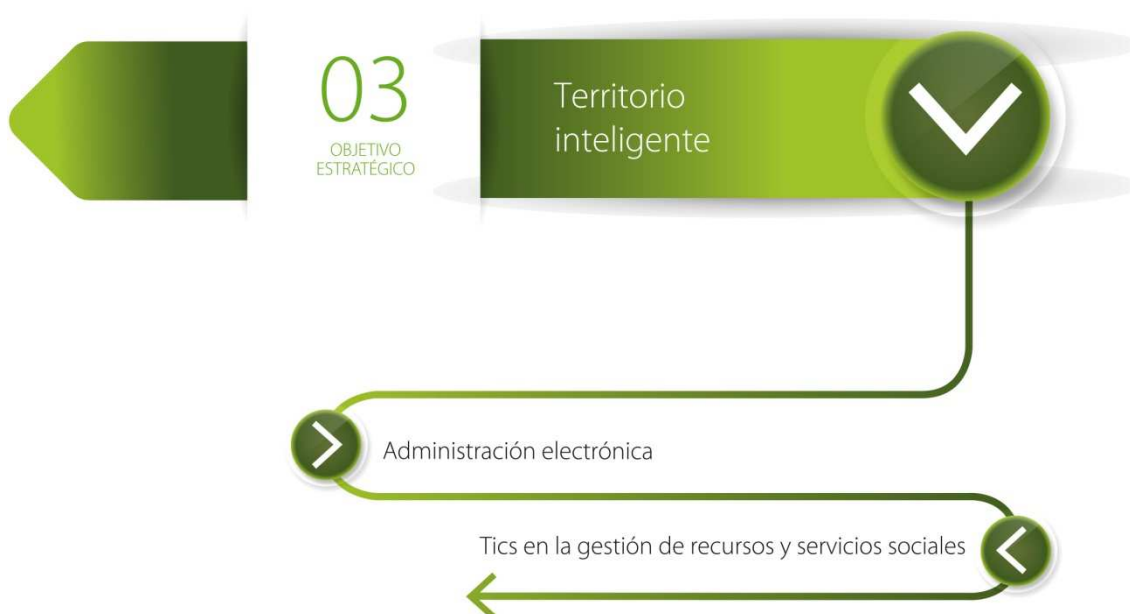 03
OBJETIVO
ESTRATÉGICO
Territorio
inteligente
Administración electrónica
Tics en la gestión de recursos y servicios sociales